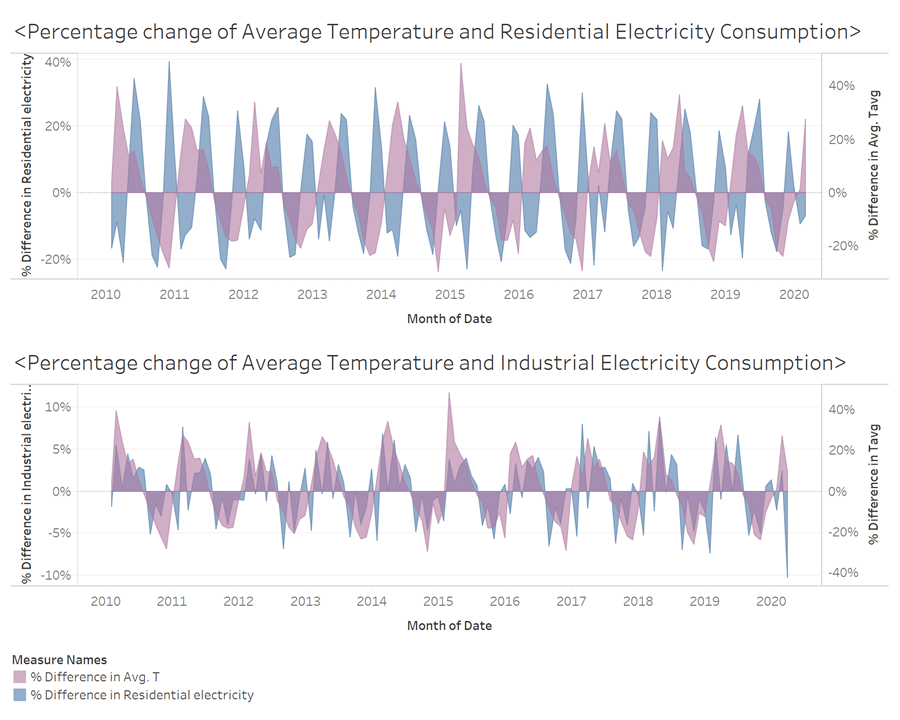 <Percentage change of Average Temperature and Residential Electricity Consumption>
% Difference in Residential electricity
40%
20%
0%
-20%
40%
20%
0%
-20%
% Difference in Avg. Tavg
2010 2011 2012 2013 2014 2015 2016 2017 2018 2019 2020
Month of Date
<Percentage change of Average Temperature and Industrial Electricity Consumption>
% Difference in Industrial electri..
10%
5%
0%
-5%
-10%
40%
20%
0%
-20%
-40%
% Difference in Tavg
2010 2011 2012 2013 2014 2015 2016 2017 2018 2019 2020
Month of Date
Measure Names
% Difference in Avg. T
% Difference in Residential electricity